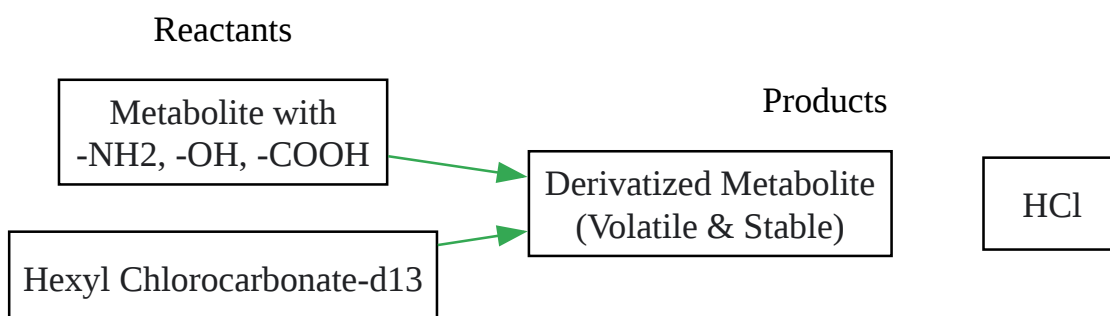 Reactants
Metabolite with
-NH2, -OH, -COOH
Hexyl Chlorocarbonate-d13
Products
Derivatized Metabolite
(Volatile & Stable)
HCl